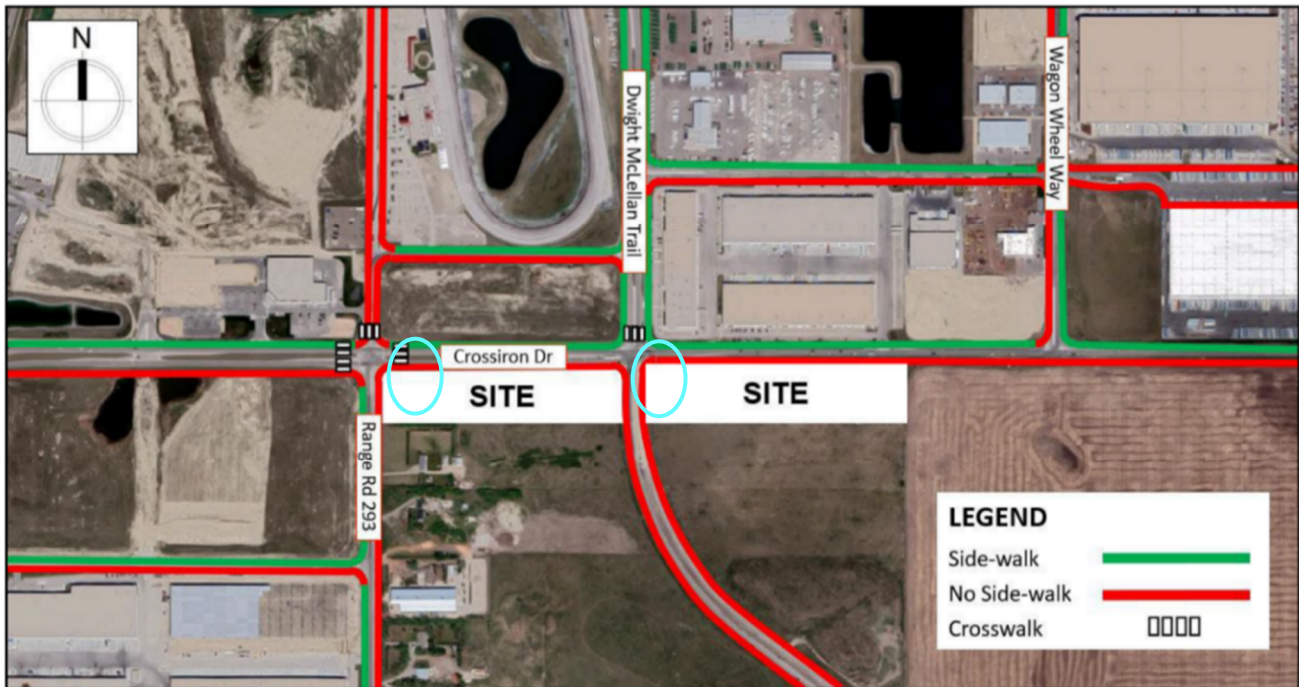 N
Dwight McLellan Trail
Wagon Wheel Way
Crossiron Dr
SITE
SITE
Range Rd 293
LEGEND
Side-walk
No Side-walk
Crosswalk